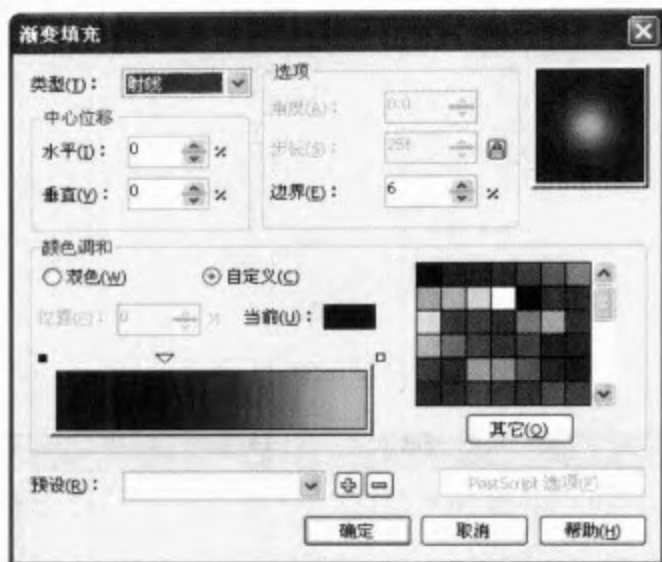 渐变填充
类型(T)： 射线
选项
角度(A)： 0.0
中心位移
水平(I)： 0 %
步长(S)： 256
垂直(V)： 0 %
边界(E)： 6 %
颜色调和
双色(W) 自定义(C)
位置(P)： 0 % 当前(U)：
其它(O)
预设(R)： PostScript 选项(P)
确定 取消 帮助(H)